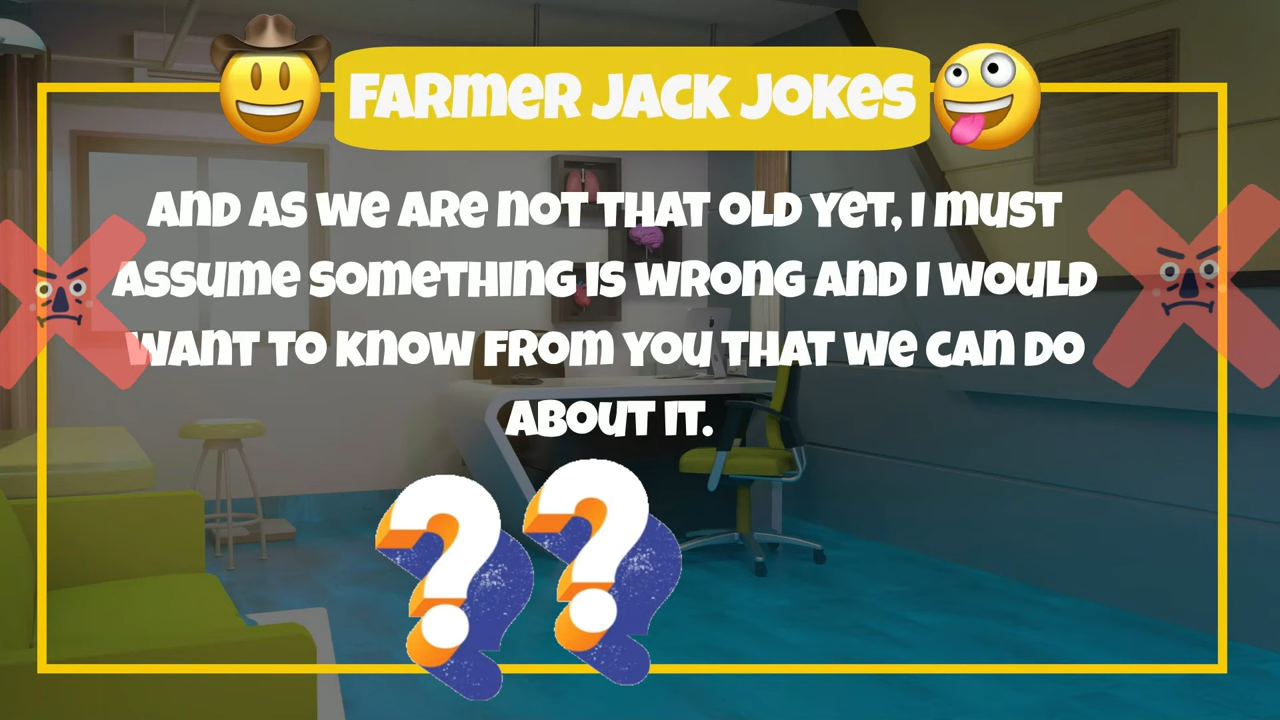 FARMER JACK JOKES
AND AS WE ARE NOT THAT OLD YET, I MUST
ASSUME SOMETHING IS WRONG AND I WOULD
WANT TO KNOW FROM YOU THAT WE CAN DO
ABOUT IT.
??